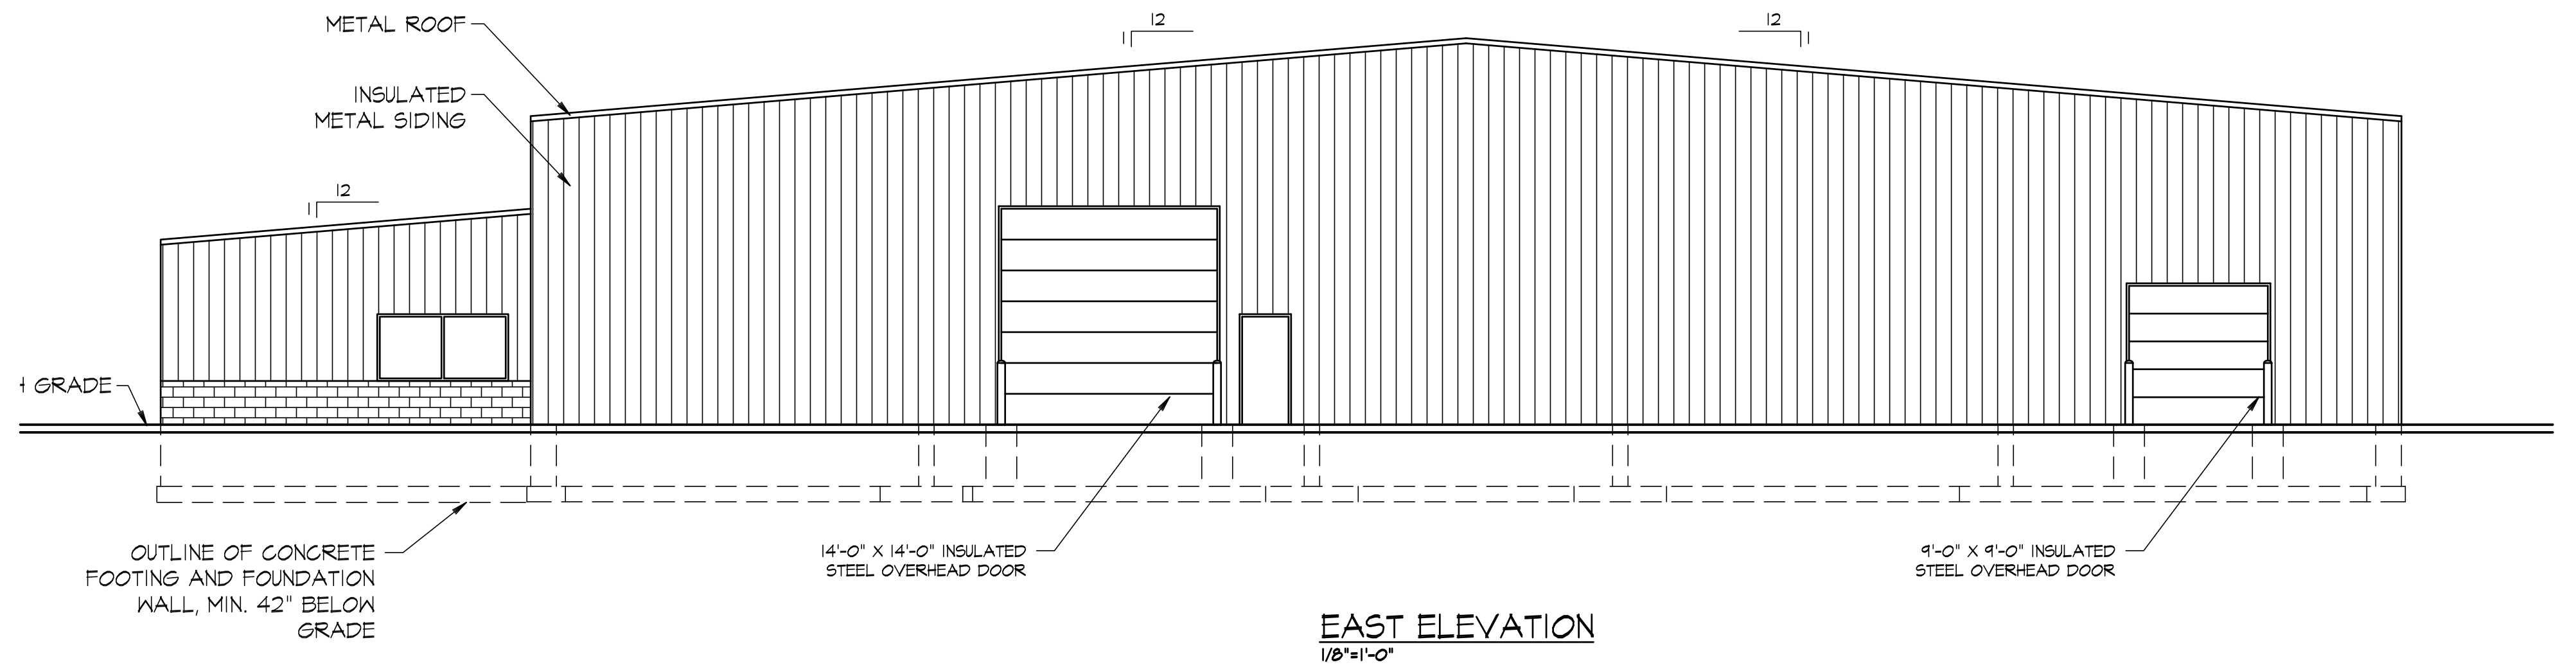 METAL ROOF
INSULATED
METAL SIDING
12
1
12
1
12
1
GRADE
OUTLINE OF CONCRETE
FOOTING AND FOUNDATION
WALL, MIN. 42" BELOW
GRADE
14'-0" X 14'-0" INSULATED
STEEL OVERHEAD DOOR
9'-0" X 9'-0" INSULATED
STEEL OVERHEAD DOOR
EAST ELEVATION
1/8"=1'-0"